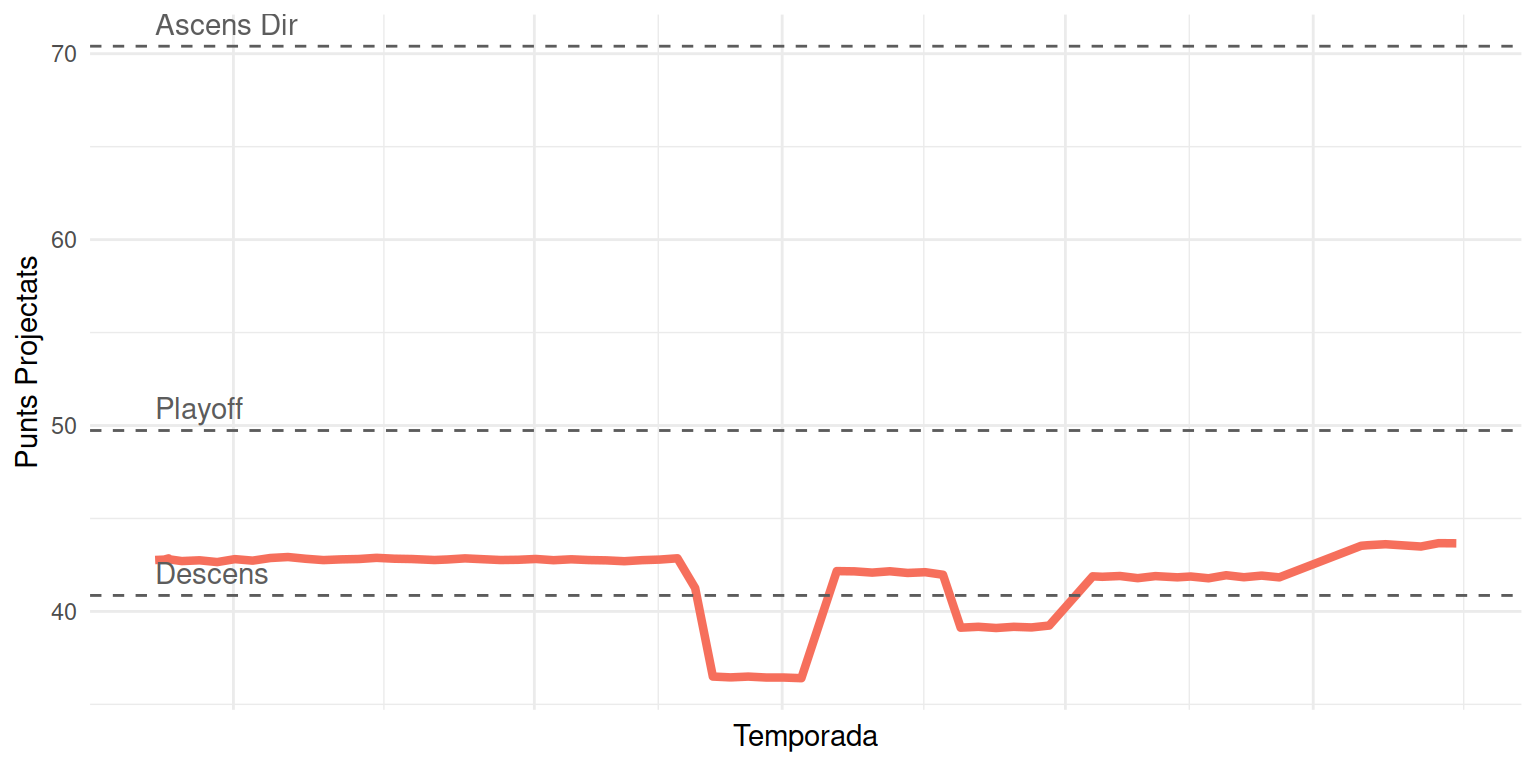 Ascens Dir
70
60
Punts Projectats
Playoff
50
Descens
40
Temporada